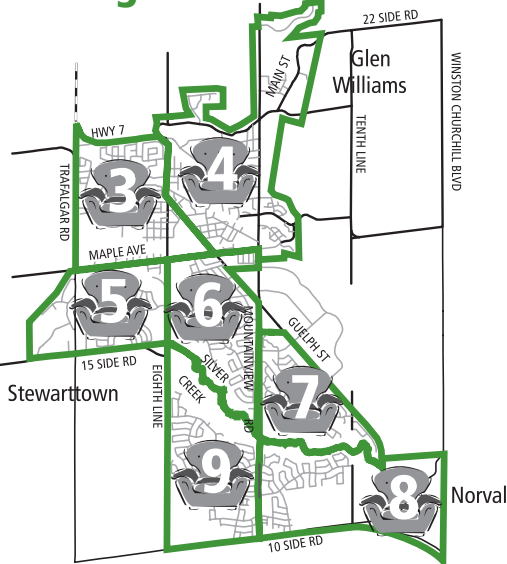 22 SIDE RD
Glen
Williams
MAIN ST
WINSTON CHURCHILL BLVD
HWY 7
TENTH LINE
4
3
TRAFALGAR RD
MAPLE AVE
5
6
MOUNTAINVIEW RD
GUELPH ST
15 SIDE RD
SILVER
CREEK
EIGHTH LINE
Stewarttown
7
9
8
Norval
10 SIDE RD